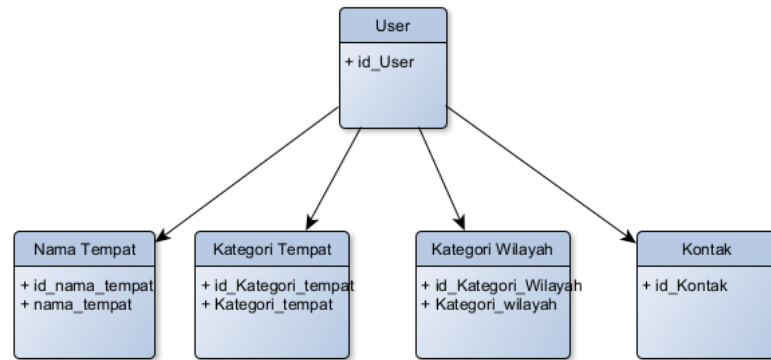 User
+ id_User
Nama Tempat
+ id_nama_tempat
+ nama_tempat
Kategori Tempat
+ id_Kategori_tempat
+ Kategori_tempat
Kategori Wilayah
+ id_Kategori_Wilayah
+ Kategori_wilayah
Kontak
+ id_Kontak